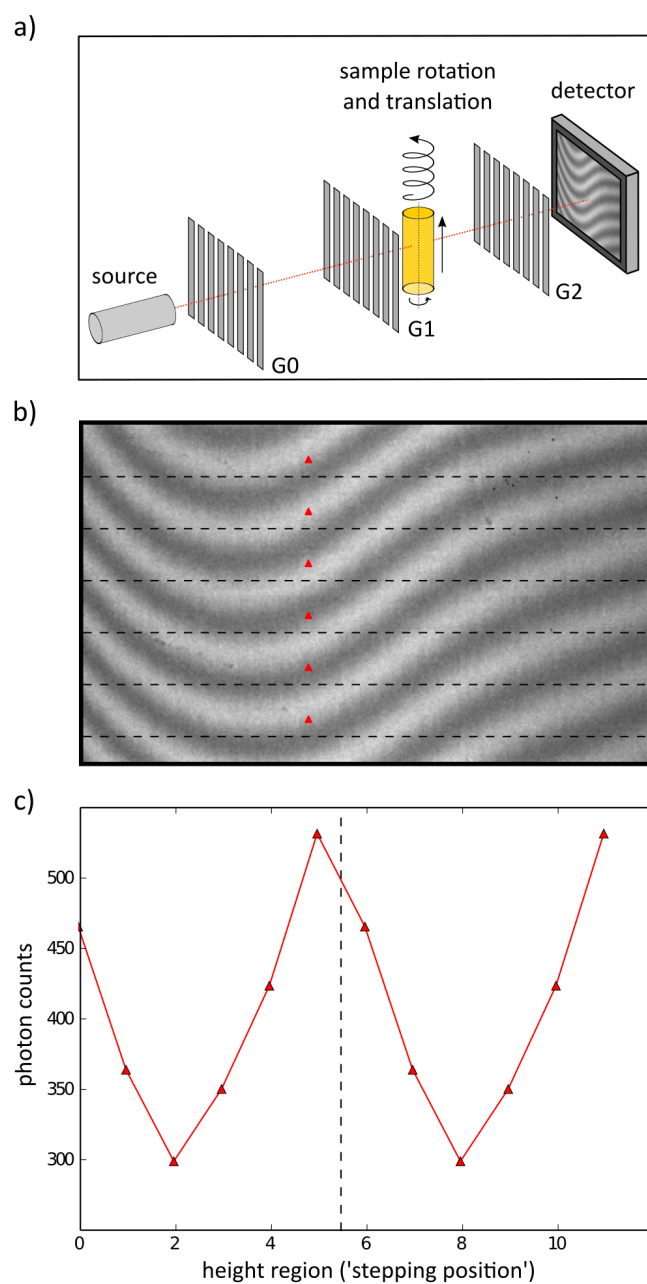 a)
sample rotation
and translation
detector
source
G0
G1
G2
b)
c)
500
450
400
350
300
photon counts
0 2 4 6 8 10
height region ('stepping position')